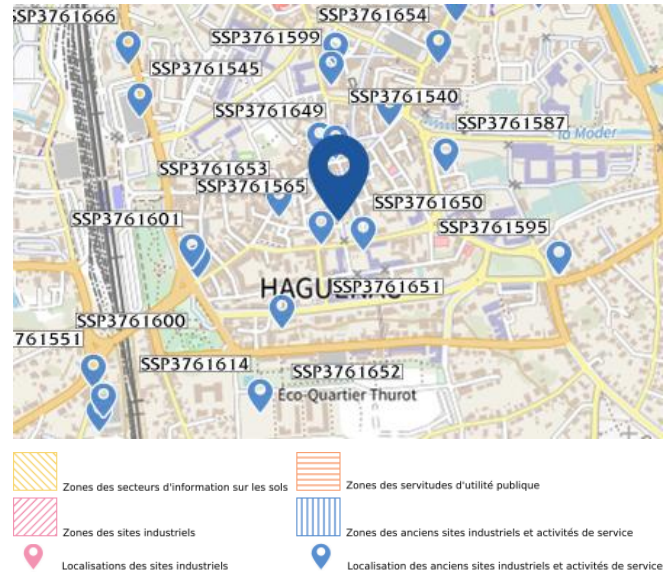 SSP3761666
SSP3761654
SSP3761599
SSP3761545
SSP3761540
SSP3761649
SSP3761587
la Moder
SSP3761653
SSP3761565
SSP3761650
SSP3761601
SSP3761595
HAGUENAU
SSP3761651
SSP3761600
3761551
SSP3761614
SSP3761652
Éco-Quartier Thurot
Zones des secteurs d'information sur les sols
Zones des servitudes d'utilité publique
Zones des sites industriels
Zones des anciens sites industriels et activités de service
Localisations des sites industriels
Localisation des anciens sites industriels et activités de service